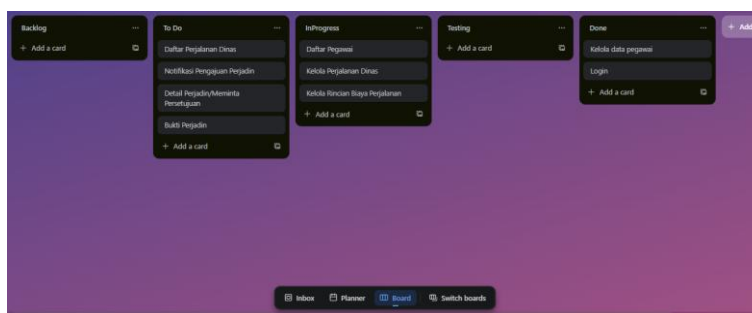 Backlog
+ Add a card
To Do
Daftar Perjalanan Dinas
Notifikasi Pengajuan Perjadin
Detail Perjadin/Meminta
Persetujuan
Bukti Perjadin
+ Add a card
InProgress
Daftar Pegawai
Kelola Perjalanan Dinas
Kelola Rincian Biaya Perjalanan
+ Add a card
Testing
+ Add a card
Done
Kelola data pegawai
Login
+ Add a card
+ Add
Inbox
Planner
Board
Switch boards